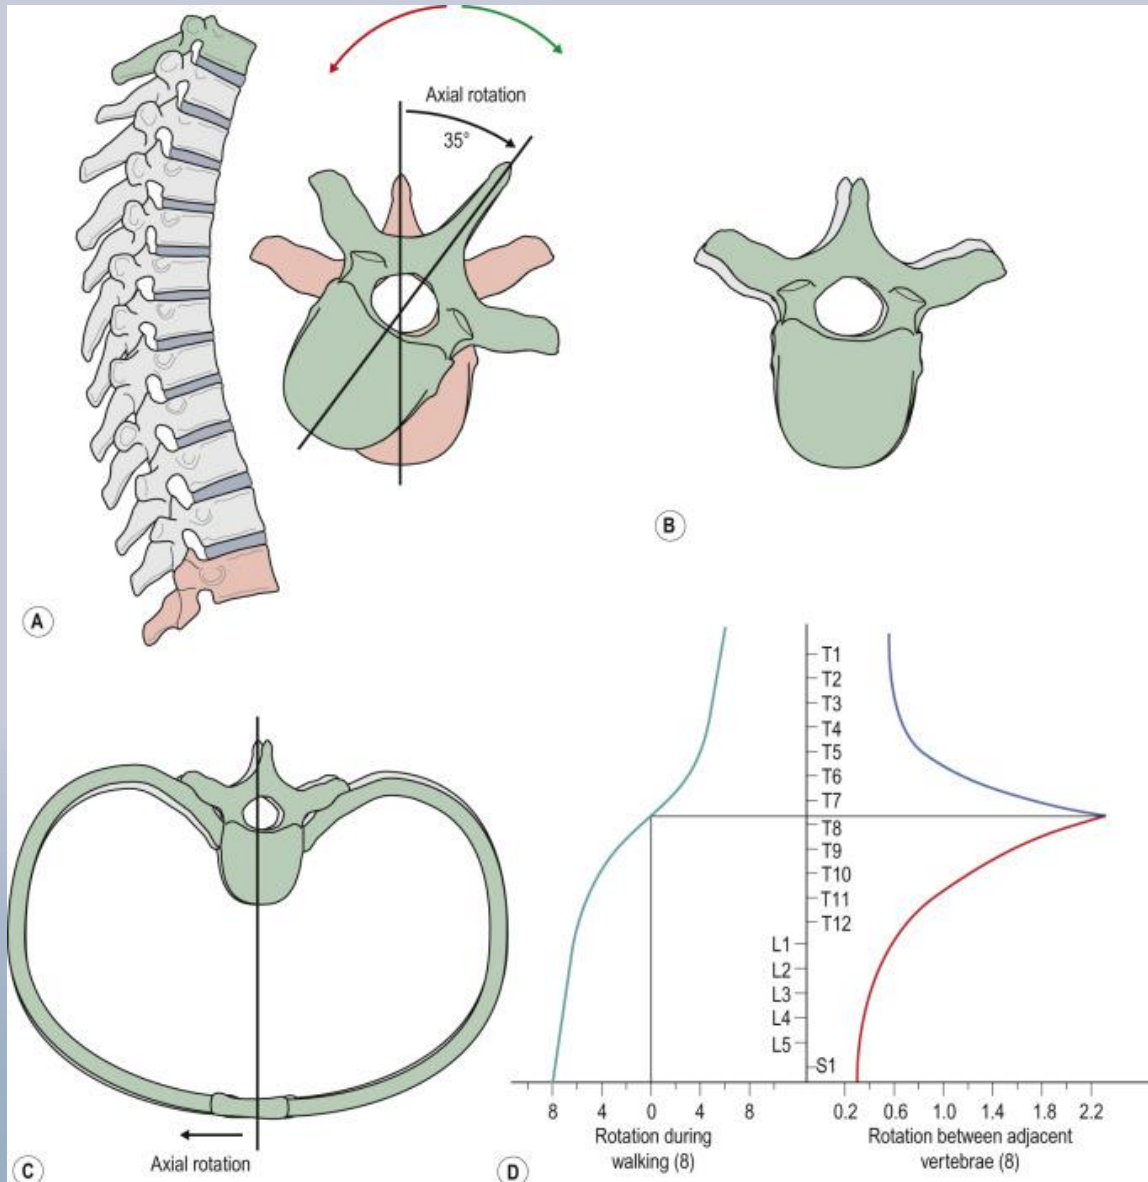 Axial rotation
35°
A
B
Axial rotation
C
T1
T2
T3
T4
T5
T6
T7
T8
T9
T10
T11
T12
L1
L2
L3
L4
L5
S1
8 4 0 4 8
0.2 0.6 1.0 1.4 1.8 2.2
Rotation during
walking (8)
Rotation between adjacent
vertebrae (8)
D